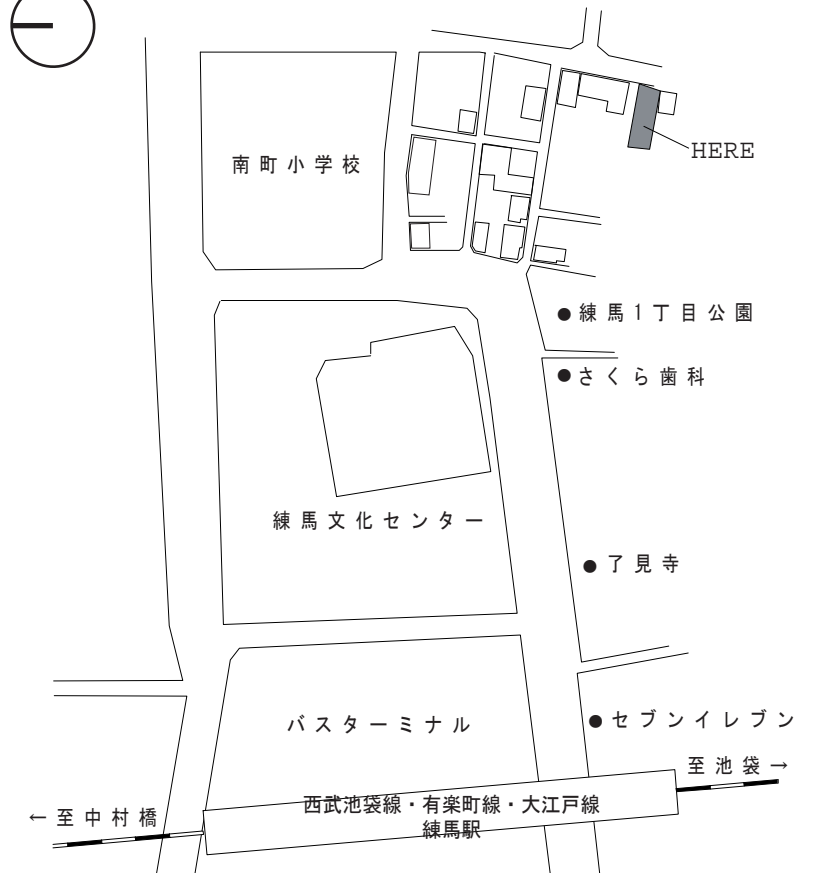 南町小学校
HERE
練馬1丁目公園
さくら歯科
練馬文化センター
了見寺
セブンイレブン
バスターミナル
至池袋→
←至中村橋
西武池袋線・有楽町線・大江戸線
練馬駅